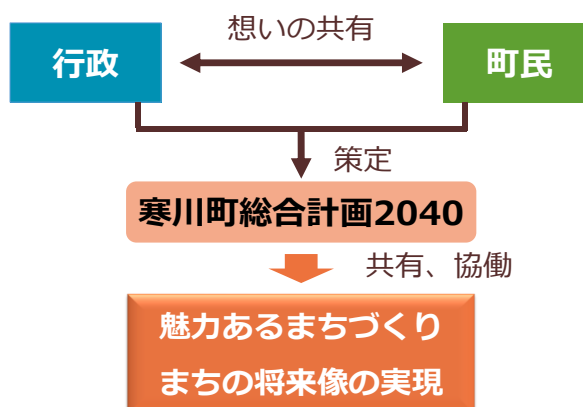 想いの共有
行政
町民
策定
寒川町総合計画2040
共有、協働
魅力あるまちづくり
まちの将来像の実現